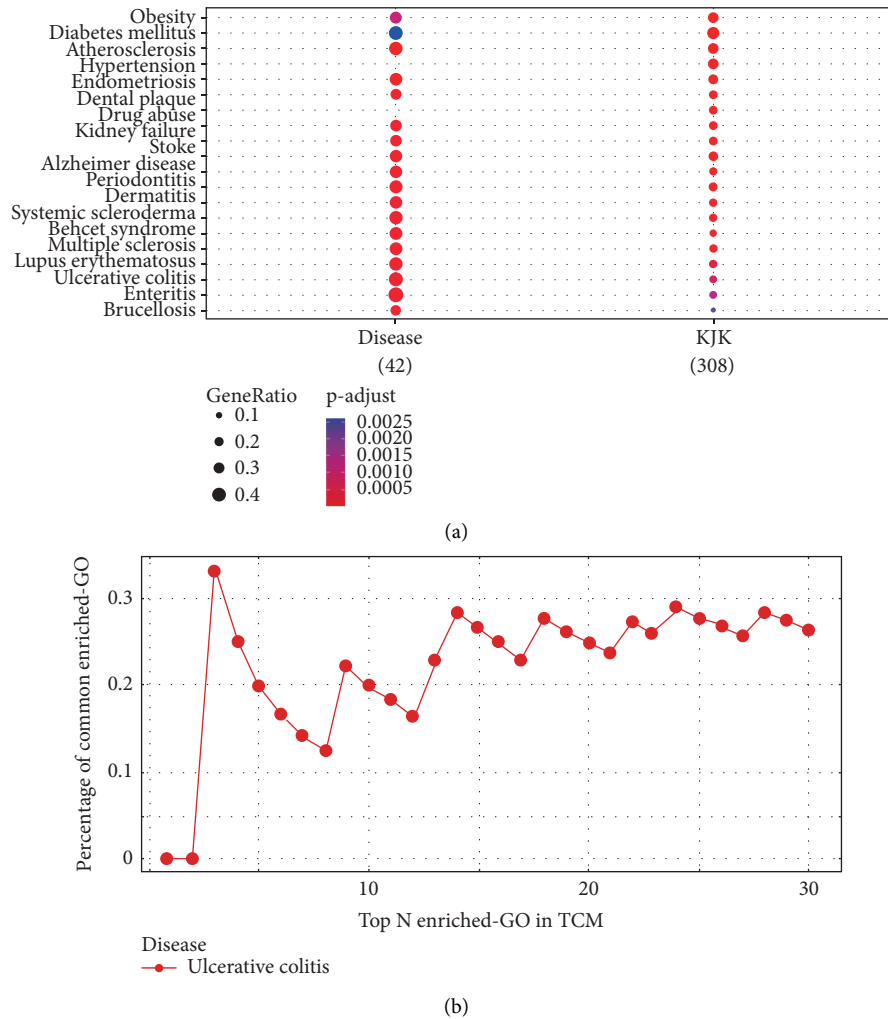 Obesity
Diabetes mellitus
Atherosclerosis
Hypertension
Endometriosis
Dental plaque
Drug abuse
Kidney failure
Stoke
Alzheimer disease
Periodontitis
Dermatitis
Systemic scleroderma
Behcet syndrome
Multiple sclerosis
Lupus erythematosus
Ulcerative colitis
Enteritis
Brucellosis
Disease KJK
(42) (308)
GeneRatio p-adjust
0.1 0.0025
0.2 0.0020
0.3 0.0015
0.4 0.0010
0.0005
(a)
Percentage of common enriched-GO
0.3
0.2
0.1
0
10 20 30
Top N enriched-GO in TCM
Disease
Ulcerative colitis
(b)